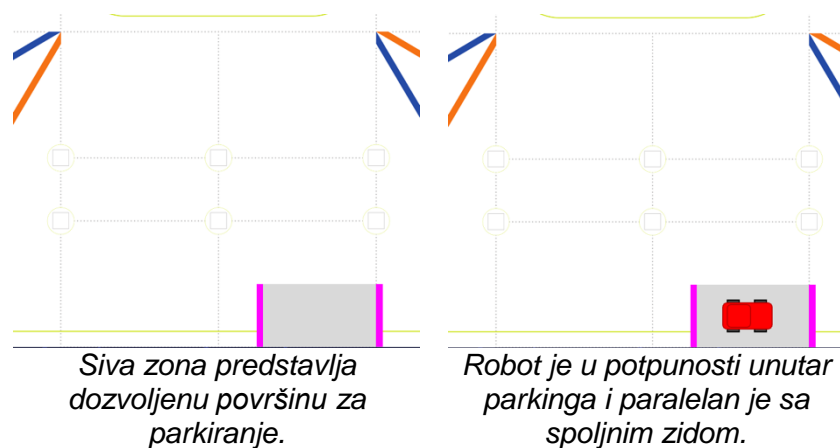 Siva zona predstavlja
dozvoljenu površinu za
parkiranje.
Robot je u potpunosti unutar
parkinga i paralelan je sa
spoljnim zidom.